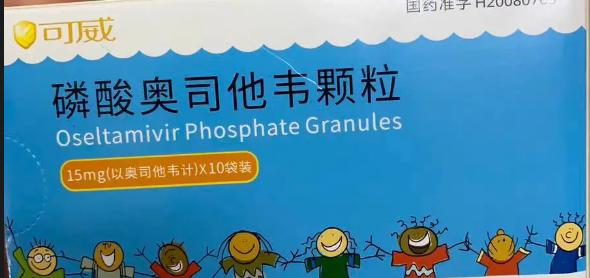 可威
国药准字 H200807
磷酸奥司他韦颗粒
Oseltamivir Phosphate Granules
15mg(以奥司他韦计)X10袋装